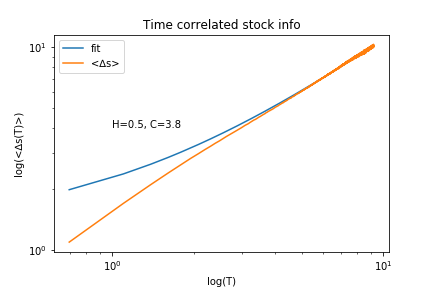 Time correlated stock info
10¹
fit
<Δs>
H=0.5, C=3.8
log(<Δs(T)>)
10⁰
10⁰
10¹
log(T)